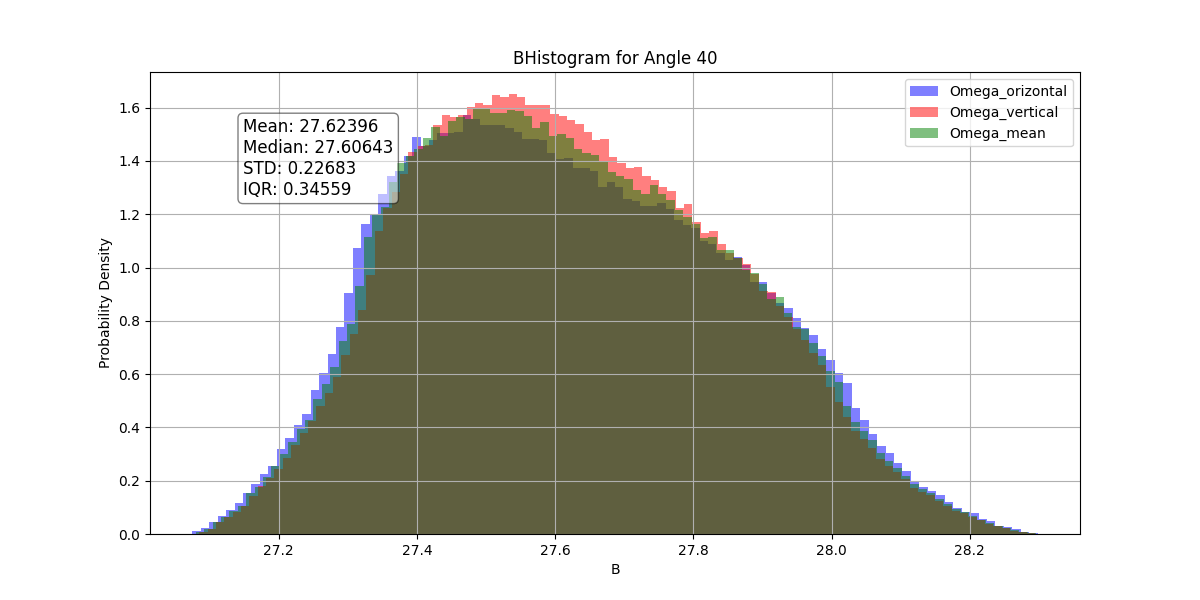 BHistogram for Angle 40
Omega_orizontal
Omega_vertical
Omega_mean
Mean: 27.62396
Median: 27.60643
STD: 0.22683
IQR: 0.34559
Probability Density
1.6
1.4
1.2
1.0
0.8
0.6
0.4
0.2
0.0
27.2 27.4 27.6 27.8 28.0 28.2
B